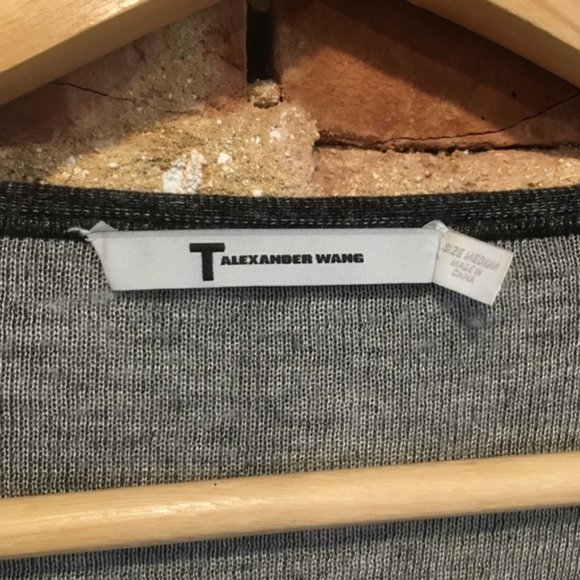 T ALEXANDER WANG
SIZE MEDIUM
MADE IN
CHINA